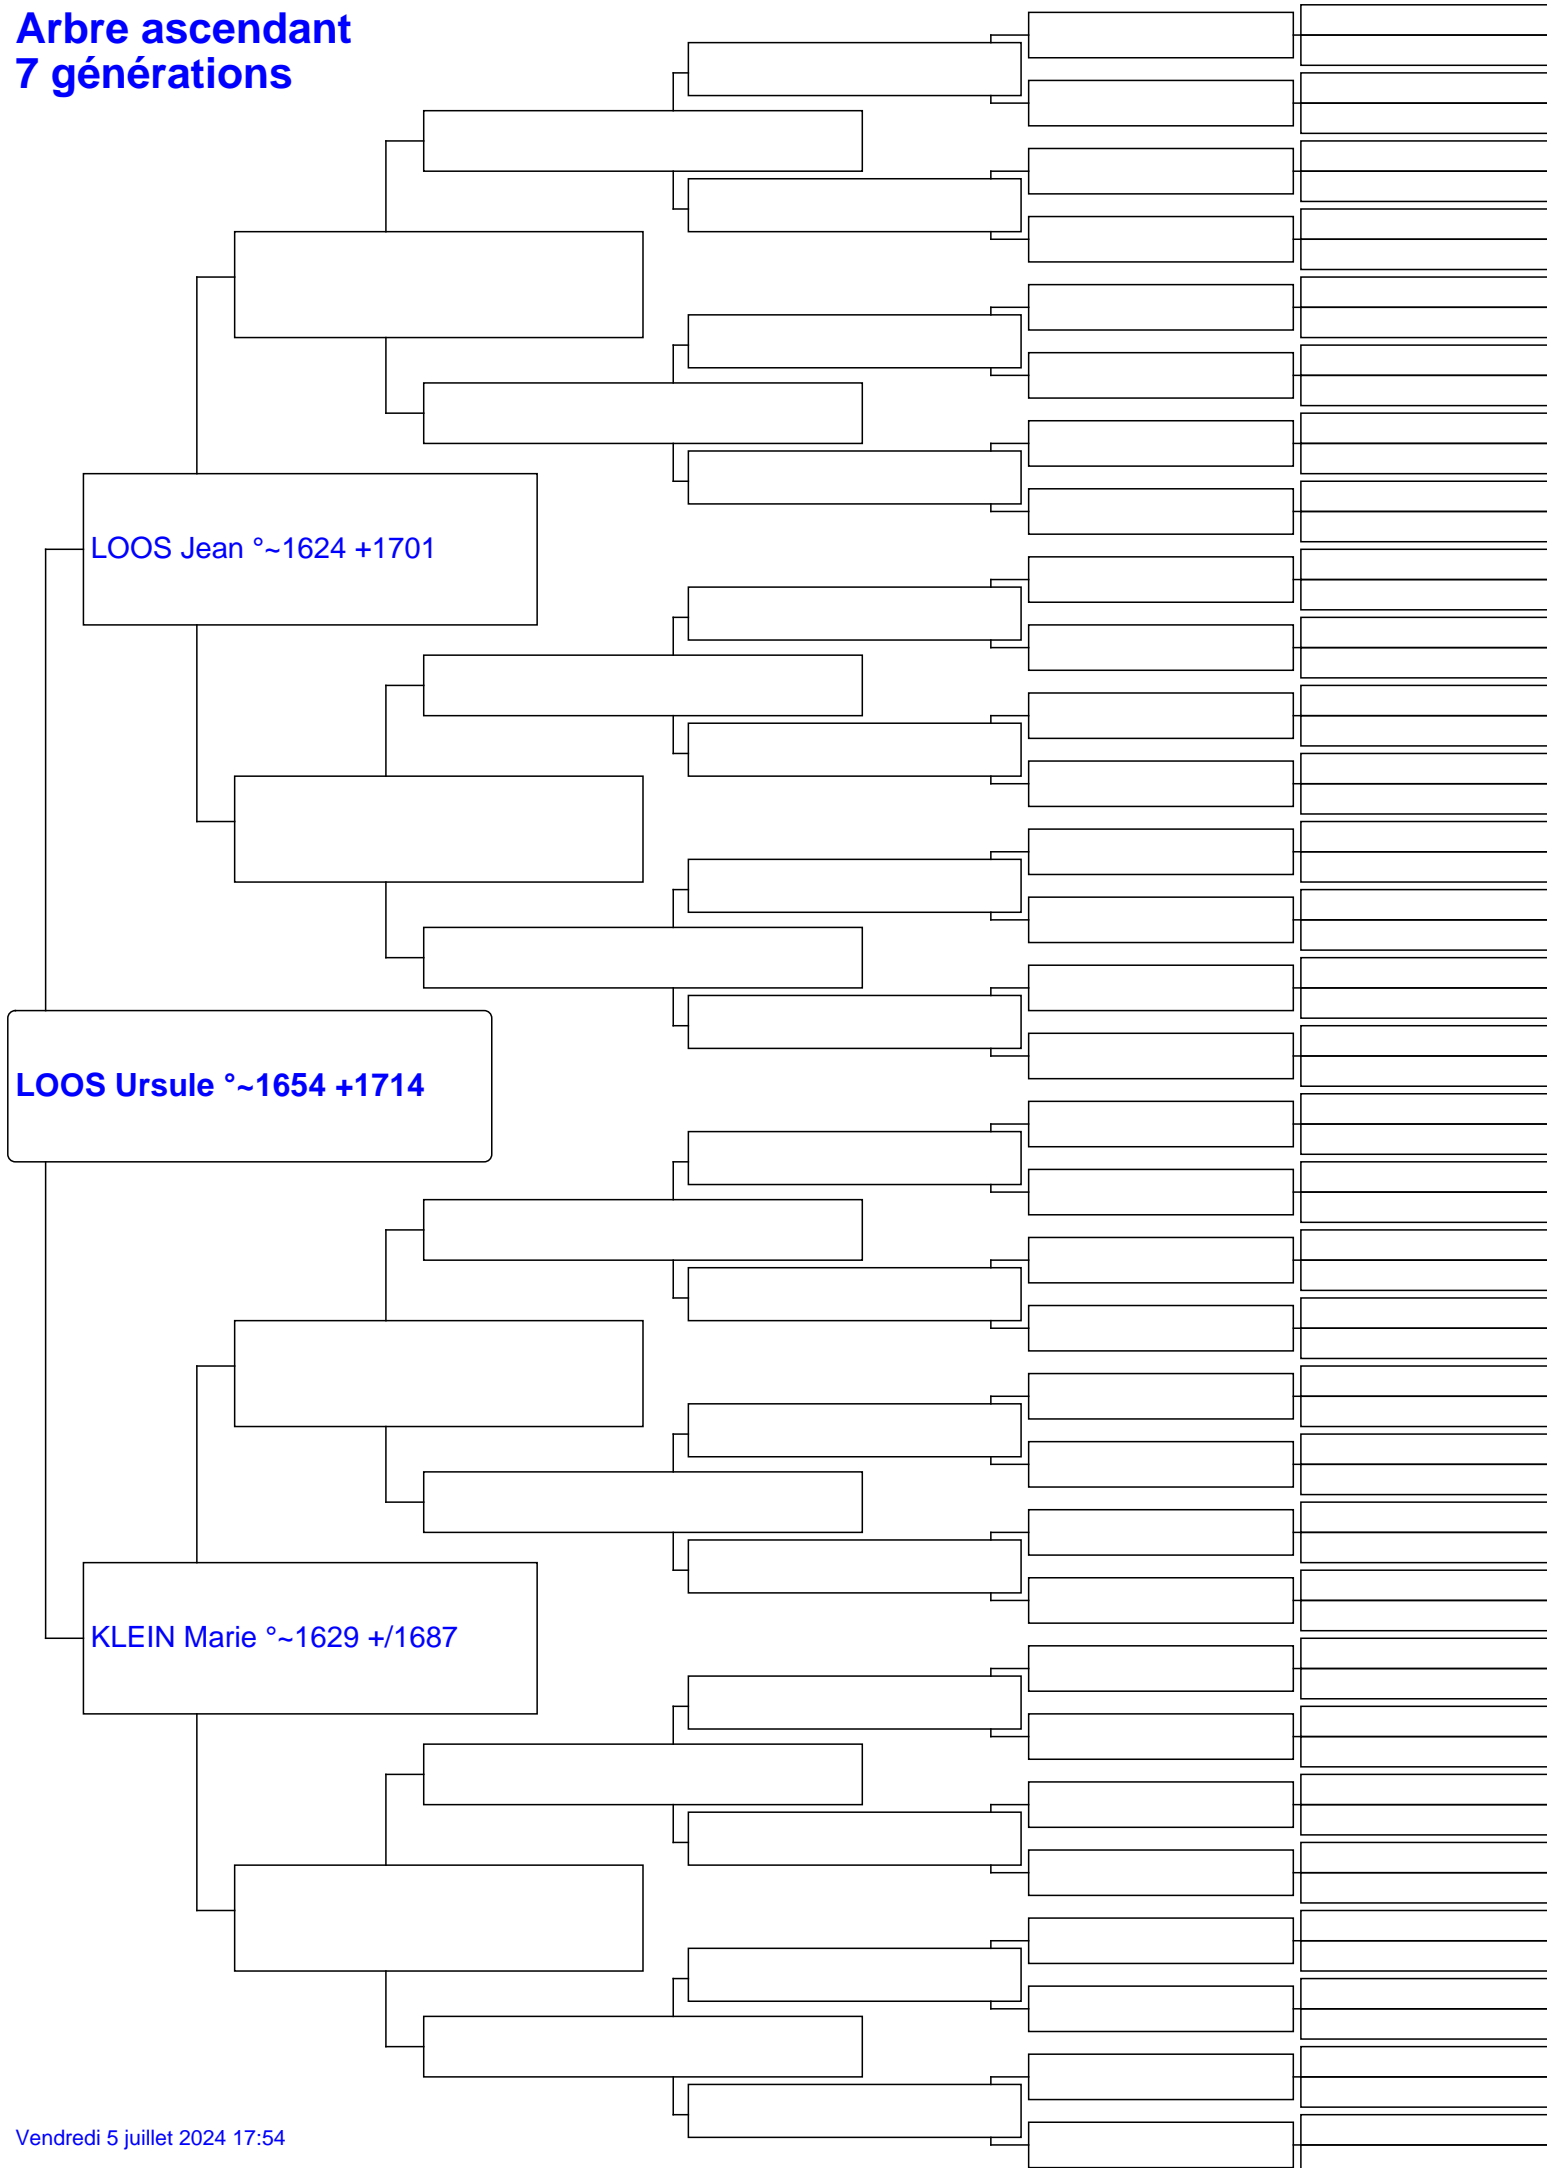 Arbre ascendant
7 générations
LOOS Jean °~1624 +1701
LOOS Ursule °~1654 +1714
KLEIN Marie °~1629 +/1687
Vendredi 5 juillet 2024 17:54